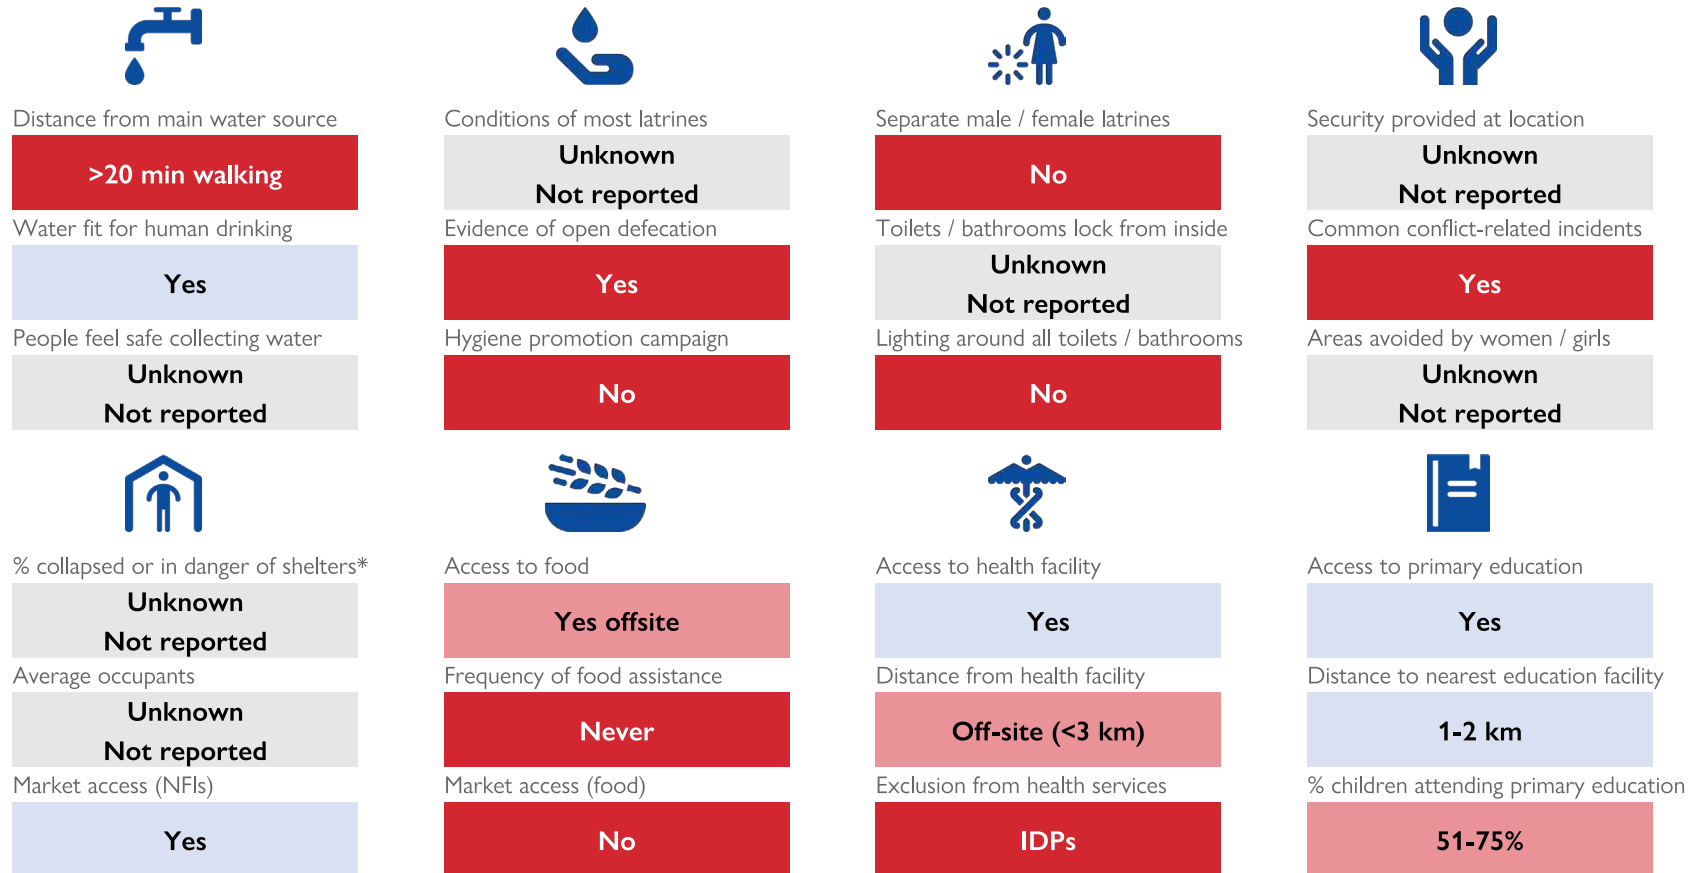 Distance from main water source
>20 min walking
Water fit for human drinking
Yes
People feel safe collecting water
Unknown
Not reported
Conditions of most latrines
Unknown
Not reported
Evidence of open defecation
Yes
Hygiene promotion campaign
No
Separate male / female latrines
No
Toilets / bathrooms lock from inside
Unknown
Not reported
Lighting around all toilets / bathrooms
No
Security provided at location
Unknown
Not reported
Common conflict-related incidents
Yes
Areas avoided by women / girls
Unknown
Not reported
% collapsed or in danger of shelters*
Unknown
Not reported
Average occupants
Unknown
Not reported
Market access (NFIs)
Yes
Access to food
Yes offsite
Frequency of food assistance
Never
Market access (food)
No
Access to health facility
Yes
Distance from health facility
Off-site (<3 km)
Exclusion from health services
IDPs
Access to primary education
Yes
Distance to nearest education facility
1-2 km
% children attending primary education
51-75%